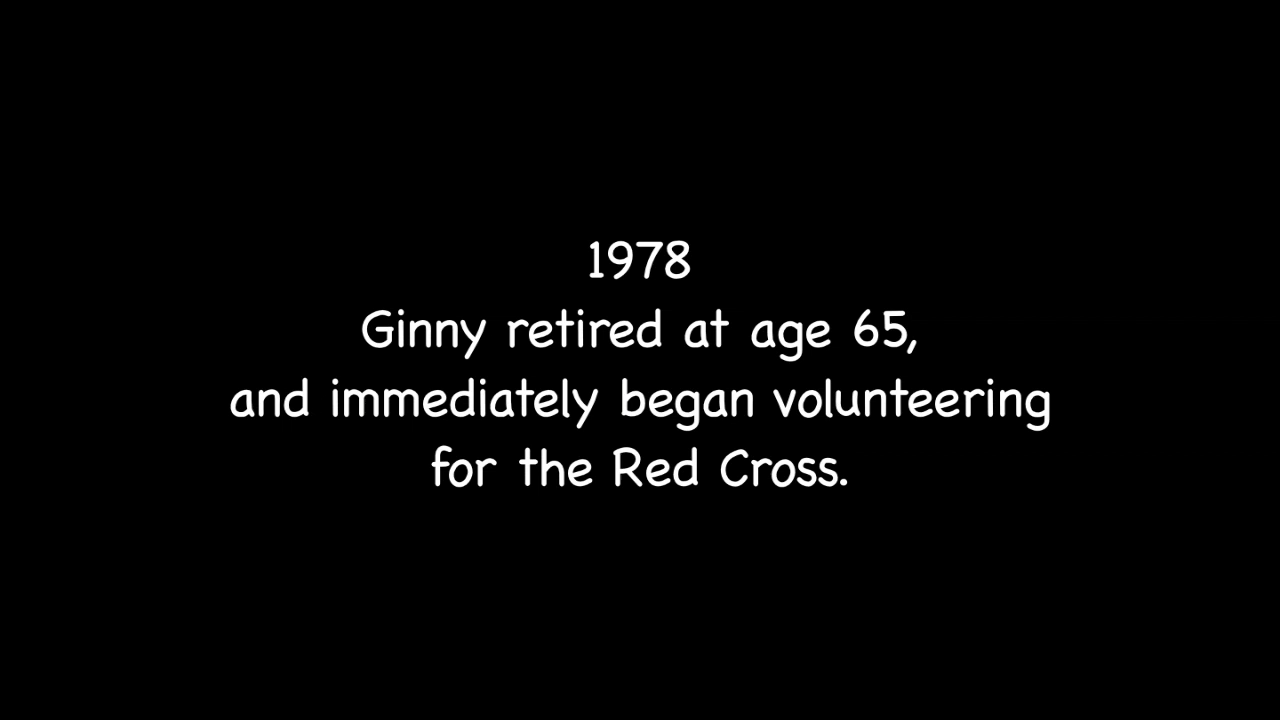 1978
Ginny retired at age 65,
and immediately began volunteering
for the Red Cross.